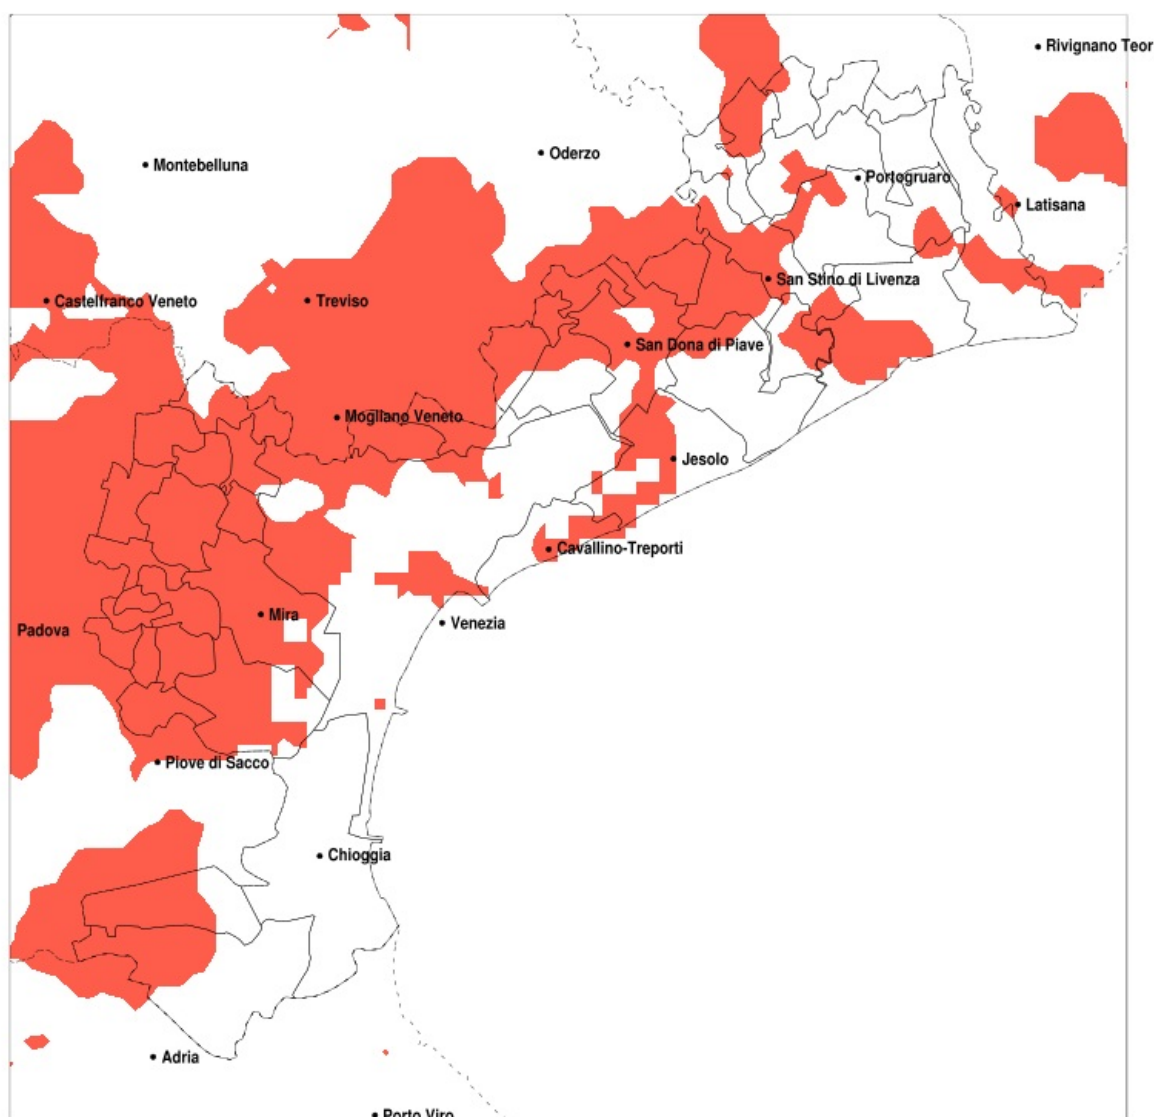 Rivignano Teor
Oderzo
Montebelluna
Portogruaro
Latisana
San Stino di Livenza
Castelfranco Veneto
Treviso
San Dona di Piave
Mogliano Veneto
Jesolo
Cavallino-Treporti
Mira
Venezia
Padova
Piove di Sacco
Chioggia
Adria
Porto Viro